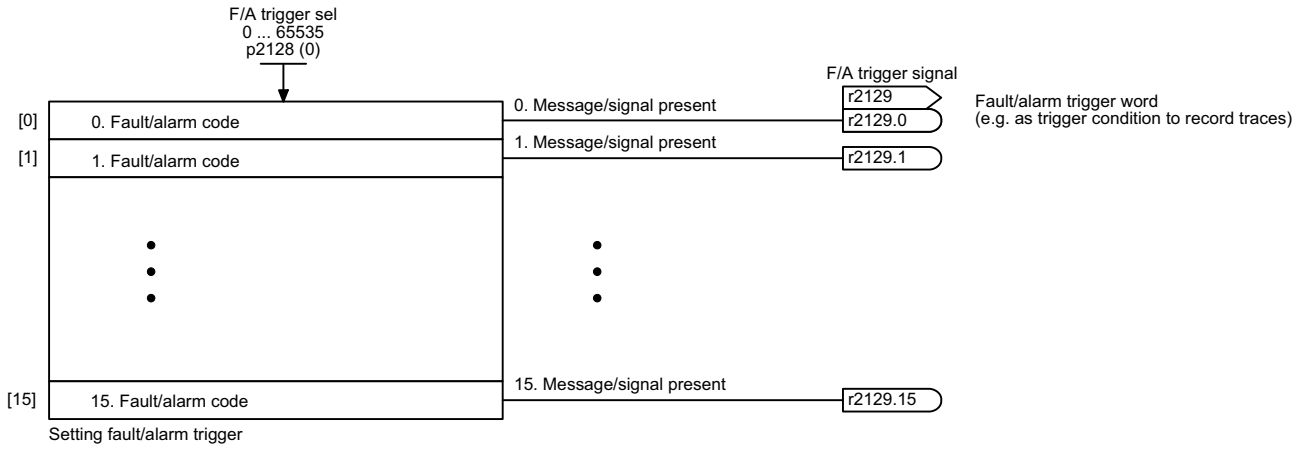 F/A trigger sel
0 ... 65535
p2128 (0)
F/A trigger signal
r2129
Fault/alarm trigger word
(e.g. as trigger condition to record traces)
[0]
0. Fault/alarm code
0. Message/signal present
r2129.0
[1]
1. Fault/alarm code
1. Message/signal present
r2129.1
[15]
15. Fault/alarm code
15. Message/signal present
r2129.15
Setting fault/alarm trigger